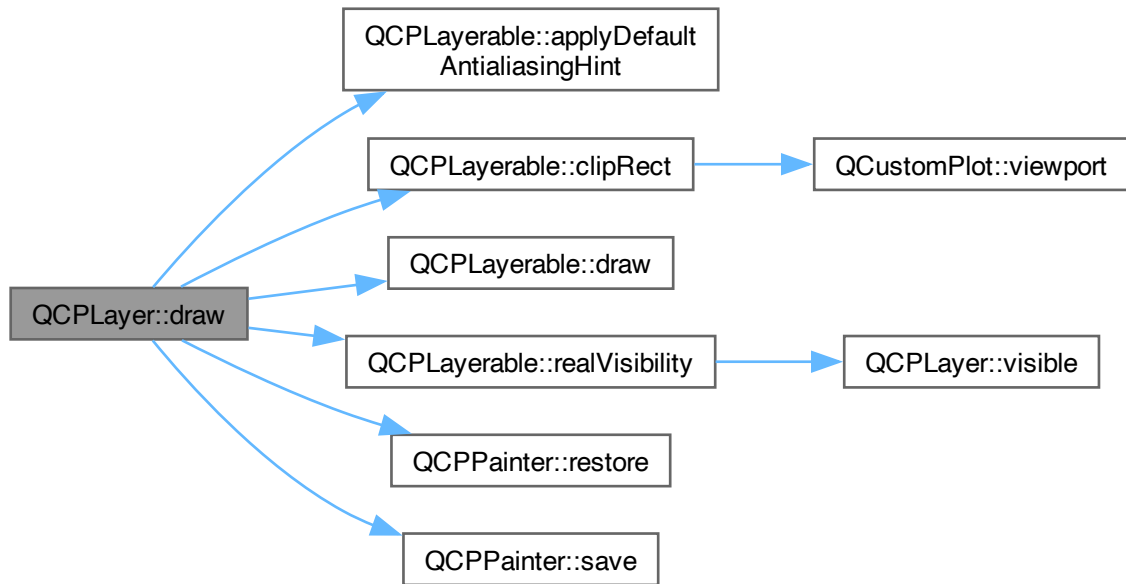 QCPLayerable::applyDefault
AntialiasingHint
QCPLayerable::clipRect
QCustomPlot::viewport
QCPLayerable::draw
QCPLayer::draw
QCPLayerable::realVisibility
QCPLayer::visible
QCPPainter::restore
QCPPainter::save